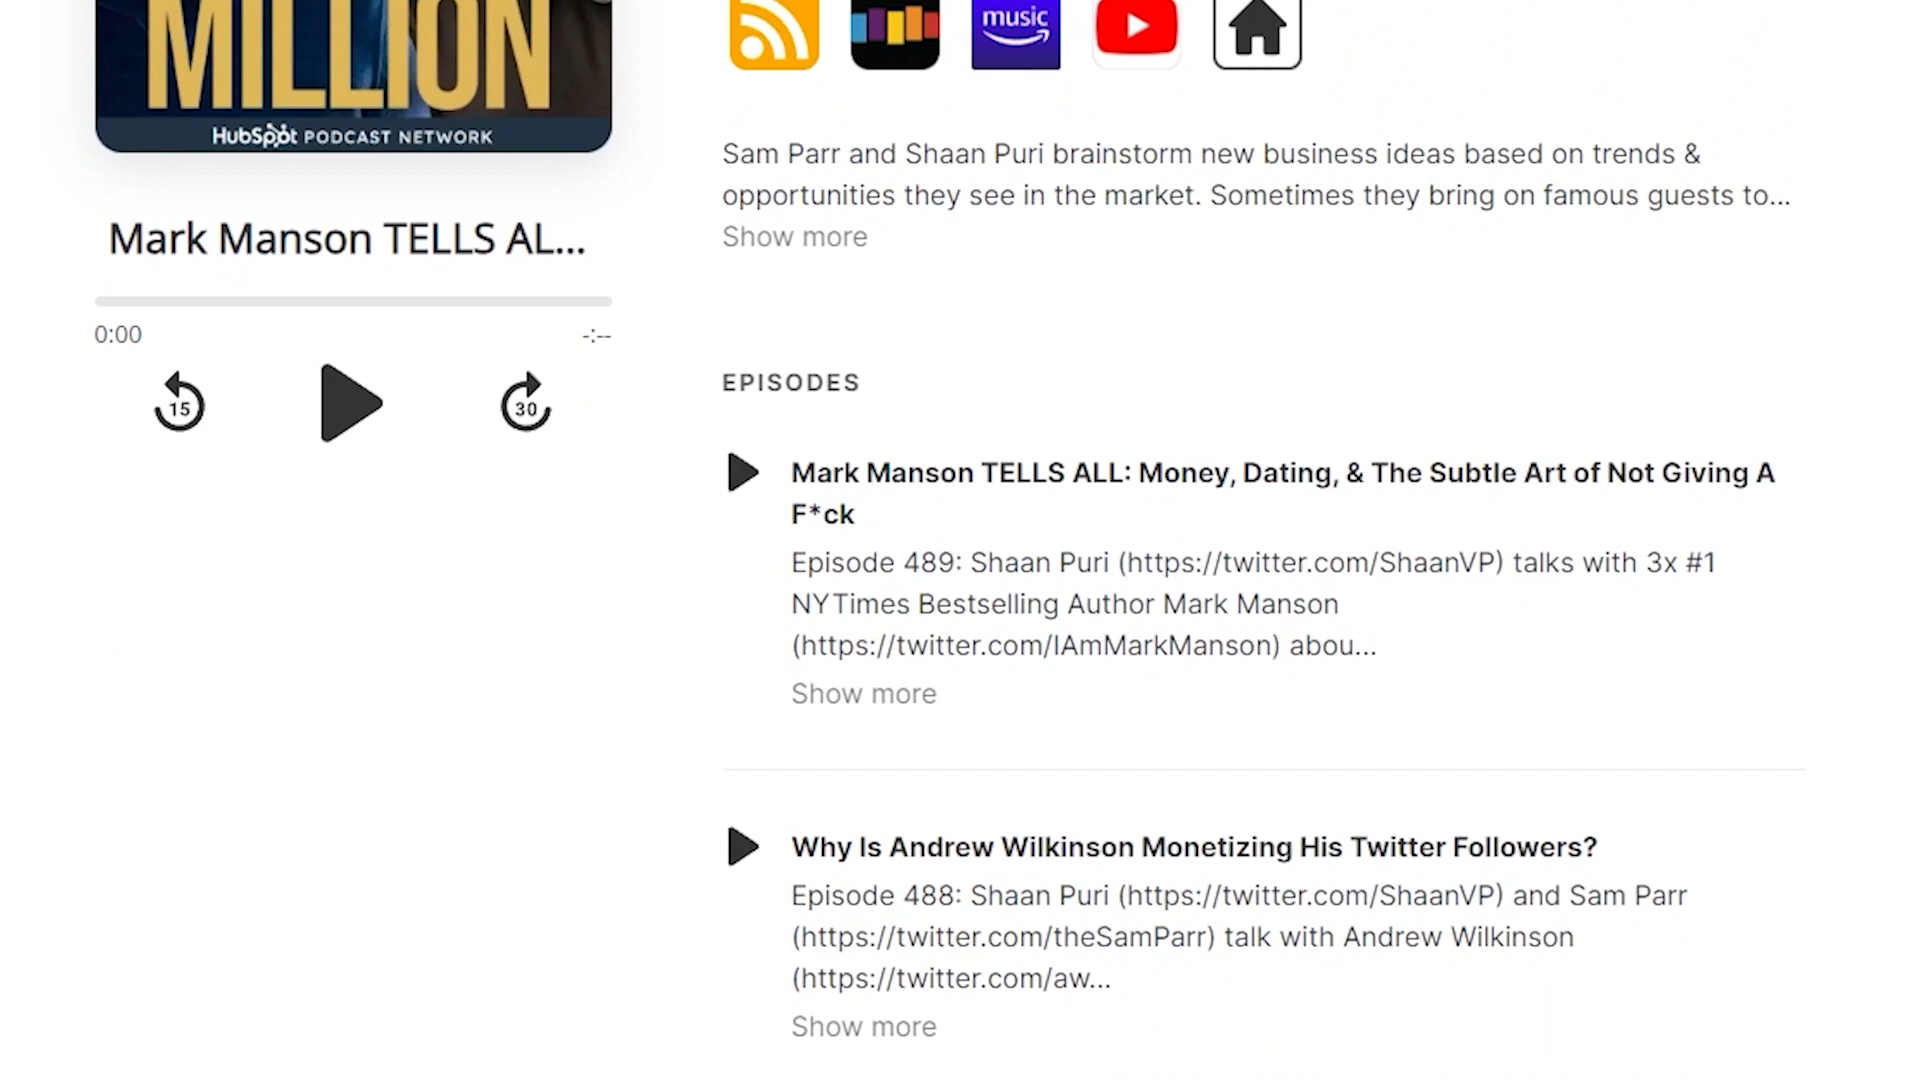 MILLION
HubSpot PODCAST NETWORK
Mark Manson TELLS AL...
0:00
-:--
15
30
music
Sam Parr and Shaan Puri brainstorm new business ideas based on trends &
opportunities they see in the market. Sometimes they bring on famous guests to...
Show more
EPISODES
Mark Manson TELLS ALL: Money, Dating, & The Subtle Art of Not Giving A
F*ck
Episode 489: Shaan Puri (https://twitter.com/ShaanVP) talks with 3x #1
NYTimes Bestselling Author Mark Manson
(https://twitter.com/IAmMarkManson) abou...
Show more
Why Is Andrew Wilkinson Monetizing His Twitter Followers?
Episode 488: Shaan Puri (https://twitter.com/ShaanVP) and Sam Parr
(https://twitter.com/theSamParr) talk with Andrew Wilkinson
(https://twitter.com/aw...
Show more